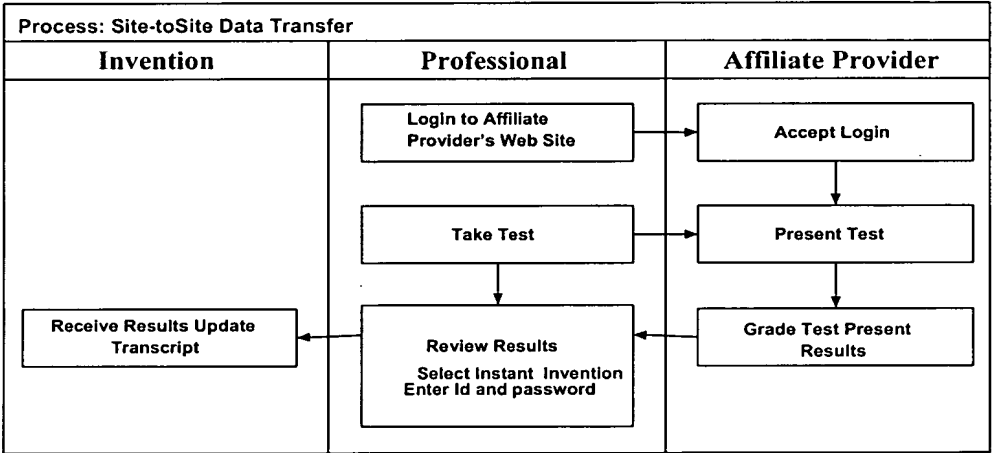 Process: Site-toSite Data Transfer
Invention
Professional
Affiliate Provider
Login to Affiliate
Provider's Web Site
Accept Login
Take Test
Present Test
Receive Results Update
Transcript
Review Results
Select Instant Invention
Enter Id and password
Grade Test Present
Results